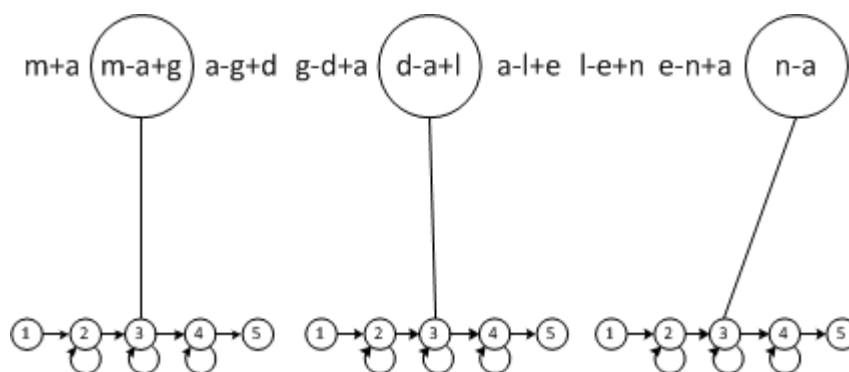 m+a m-a+g a-g+d g-d+a d-a+l a-l+e l-e+n e-n+a n-a
1 2 3 4 5 1 2 3 4 5 1 2 3 4 5